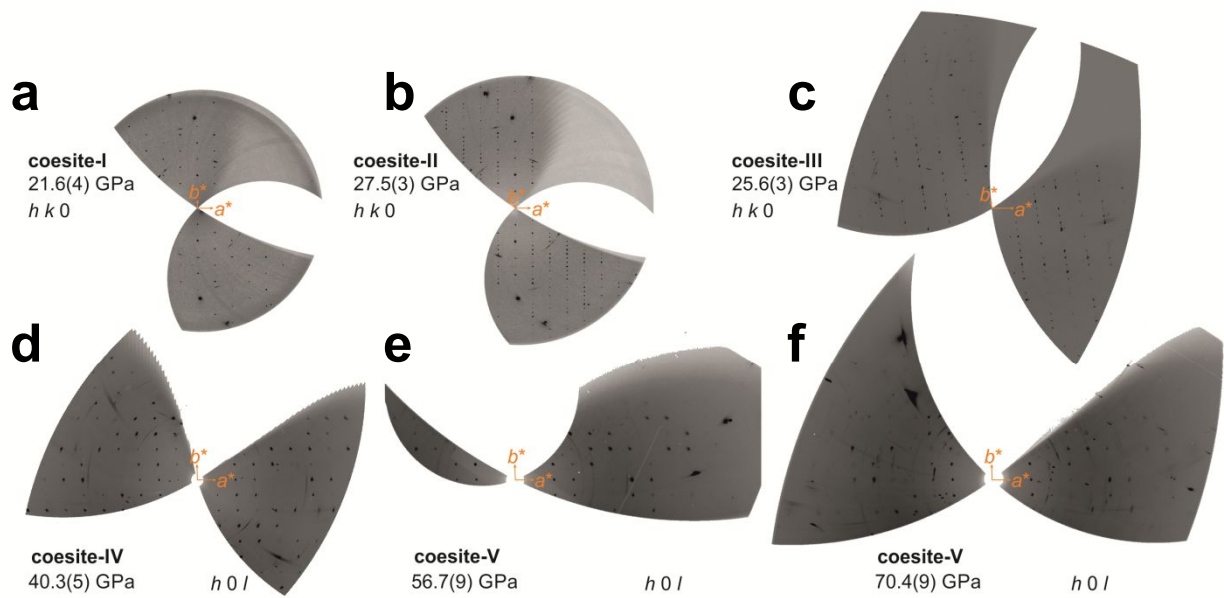 a
coesite-I
21.6(4) GPa
h k 0
b*
a*
b
coesite-II
27.5(3) GPa
h k 0
b*
a*
c
coesite-III
25.6(3) GPa
h k 0
b*
a*
d
b*
a*
coesite-IV
40.3(5) GPa
h 0 l
e
b*
a*
coesite-V
56.7(9) GPa
h 0 l
f
b*
a*
coesite-V
70.4(9) GPa
h 0 l